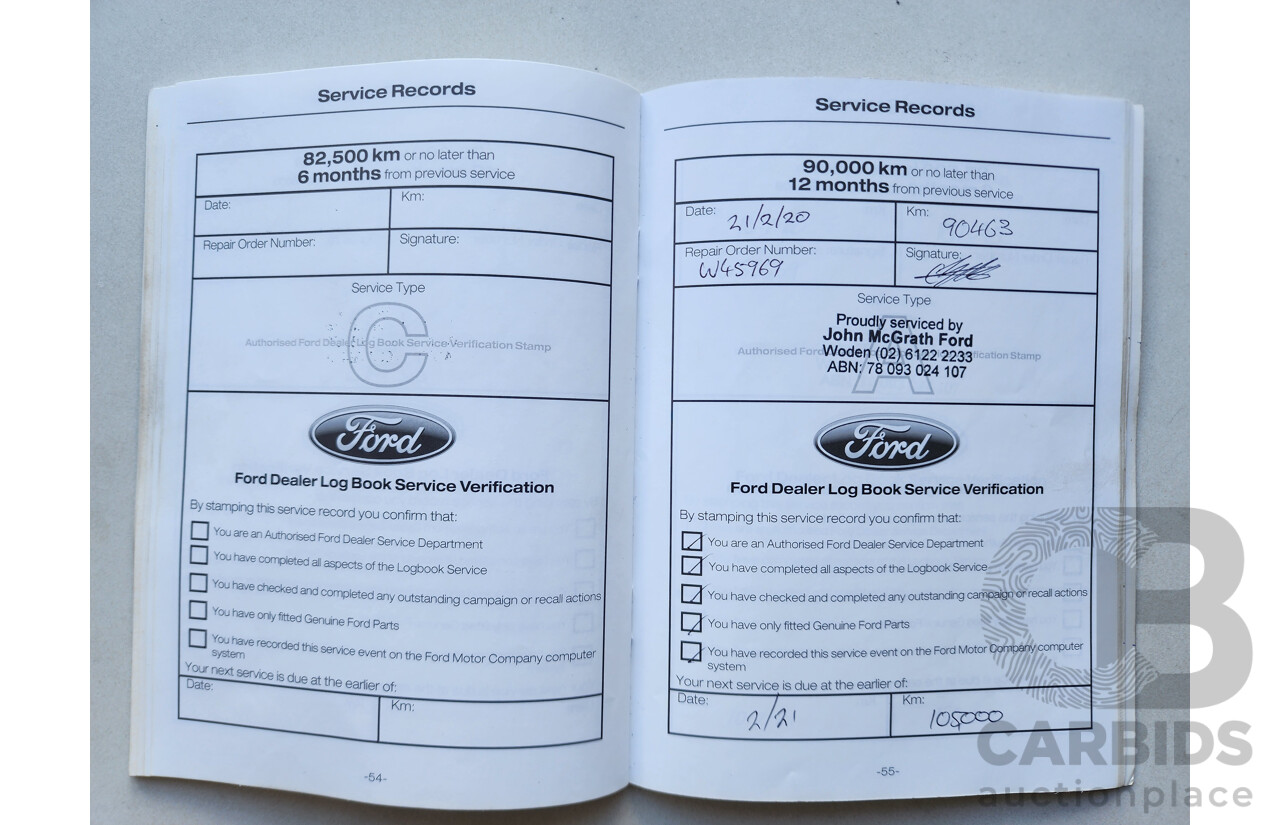 Service Records
82,500 km or no later than
6 months from previous service
Date:
Km:
Repair Order Number:
Signature:
Service Type
C
Authorised Ford Dealer Log Book Service Verification Stamp
Ford
Ford Dealer Log Book Service Verification
By stamping this service record you confirm that:
You are an Authorised Ford Dealer Service Department
You have completed all aspects of the Logbook Service
You have checked and completed any outstanding campaign or recall actions
You have only fitted Genuine Ford Parts
You have recorded this service event on the Ford Motor Company computer
system
Your next service is due at the earlier of:
Date:
Km:
-54-
Service Records
90,000 km or no later than
12 months from previous service
Date: 21/2/20
Km: 90463
Repair Order Number:
W45969
Signature:
Service Type
A
Proudly serviced by
John McGrath Ford
Authorised Ford
Woden (02) 6122 2233
Verification Stamp
ABN: 78 093 024 107
Ford
Ford Dealer Log Book Service Verification
By stamping this service record you confirm that:
You are an Authorised Ford Dealer Service Department
You have completed all aspects of the Logbook Service
You have checked and completed any outstanding campaign or recall actions
You have only fitted Genuine Ford Parts
You have recorded this service event on the Ford Motor Company computer
system
Your next service is due at the earlier of:
Date: 2/21
Km: 105,000
-55-
CB
CARBIDS
auctionplace